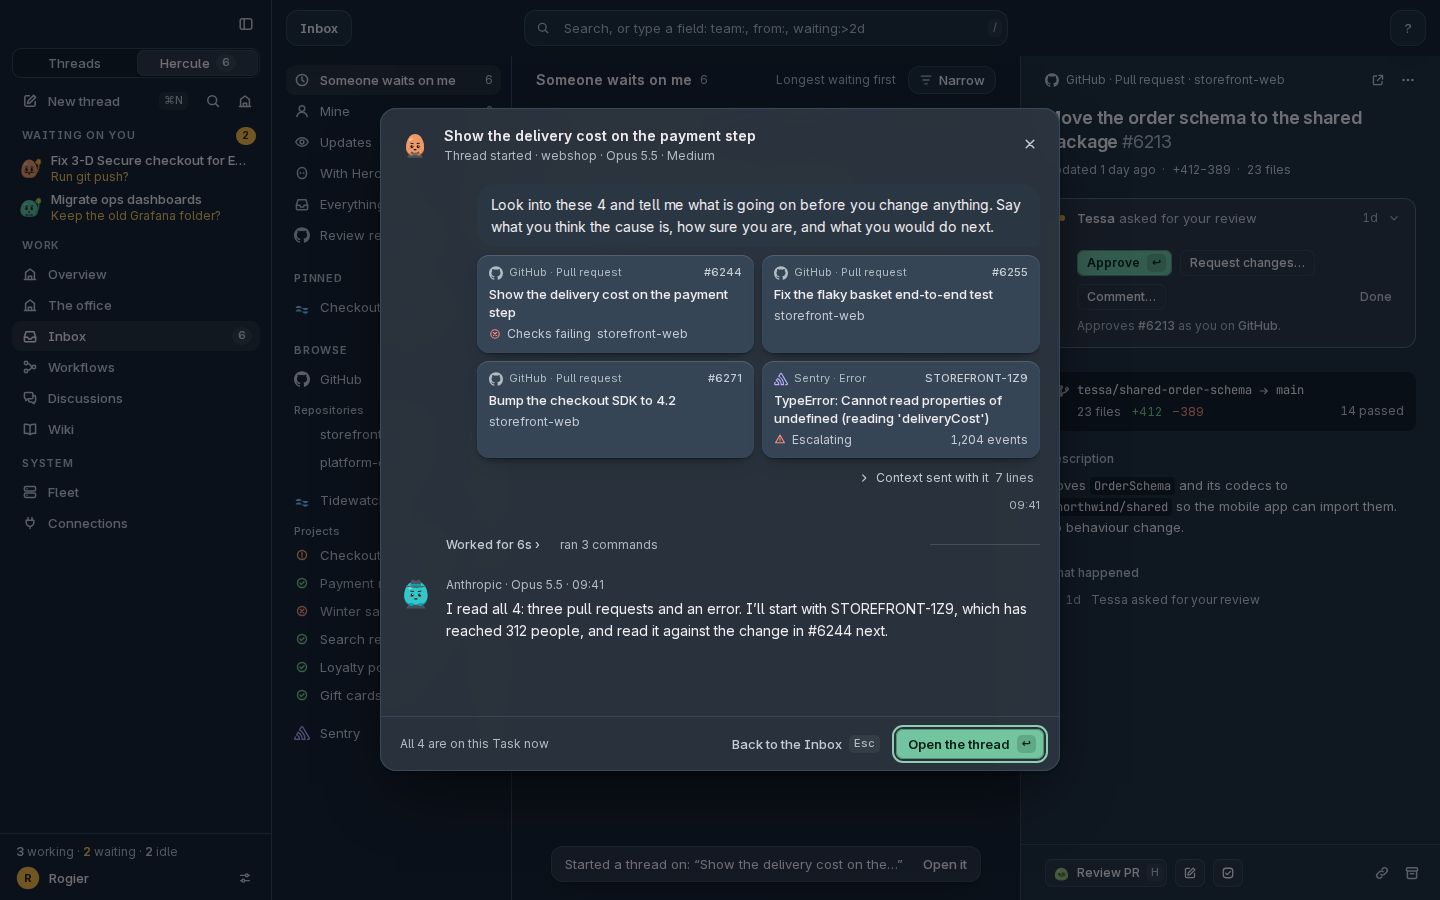 Threads
Hercule 6
New thread ⌘N
WAITING ON YOU 2
Fix 3-D Secure checkout for E…
Run git push?
Migrate ops dashboards
Keep the old Grafana folder?
WORK
Overview
The office
Inbox 6
Workflows
Discussions
Wiki
SYSTEM
Fleet
Connections
3 working · 2 waiting · 2 idle
R Rogier
Inbox
Search, or type a field: team:, from:, waiting:>2d /
?
Someone waits on me 6
Mine
Updates
With Herc
Everything
Review re
PINNED
Checkout
BROWSE
GitHub
Repositories
storefront
platform-
Tidewatc
Projects
Checkout
Payment
Winter sa
Search re
Loyalty po
Gift cards
Sentry
Someone waits on me 6
Longest waiting first
Narrow
Show the delivery cost on the payment step
Thread started · webshop · Opus 5.5 · Medium
Look into these 4 and tell me what is going on before you change anything. Say
what you think the cause is, how sure you are, and what you would do next.
GitHub · Pull request #6244
Show the delivery cost on the payment
step
Checks failing storefront-web
GitHub · Pull request #6255
Fix the flaky basket end-to-end test
storefront-web
GitHub · Pull request #6271
Bump the checkout SDK to 4.2
storefront-web
Sentry · Error STOREFRONT-1Z9
TypeError: Cannot read properties of
undefined (reading 'deliveryCost')
Escalating 1,204 events
Context sent with it 7 lines
09:41
Worked for 6s › ran 3 commands
Anthropic · Opus 5.5 · 09:41
I read all 4: three pull requests and an error. I’ll start with STOREFRONT-1Z9, which has
reached 312 people, and read it against the change in #6244 next.
All 4 are on this Task now
Back to the Inbox Esc
Open the thread ↩
Started a thread on: “Show the delivery cost on the…” Open it
GitHub · Pull request · storefront-web
Move the order schema to the shared
package #6213
updated 1 day ago · +412−389 · 23 files
Tessa asked for your review 1d
Approve ↩
Request changes…
Comment…
Done
Approves #6213 as you on GitHub.
tessa/shared-order-schema → main
23 files +412 −389 14 passed
scription
oves OrderSchema and its codecs to
northwind/shared so the mobile app can import them.
behaviour change.
hat happened
1d Tessa asked for your review
Review PR H